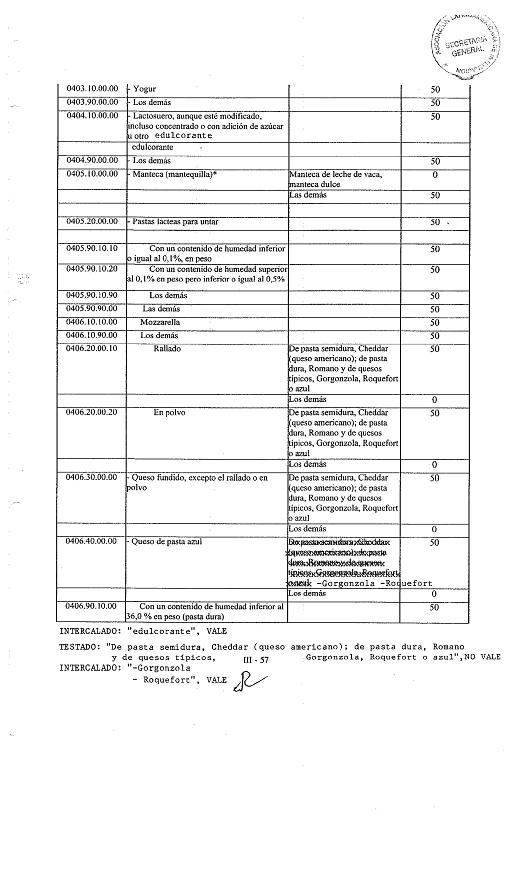 SECRETARIA
GENERAL
0403.10.00.00 - Yogur 50
0403.90.00.00 - Los demás 50
0404.10.00.00 - Lactosuero, aunque esté modificado, 50
incluso concentrado o con adición de azúcar
u otro edulcorante
edulcorante
0404.90.00.00 - Los demás 50
0405.10.00.00 - Manteca (mantequilla)* Manteca de leche de vaca, 0
manteca dulce
Las demás 50
0405.20.00.00 - Pastas lácteas para untar 50
0405.90.10.10 Con un contenido de humedad inferior 50
o igual al 0,1%, en peso
0405.90.10.20 Con un contenido de humedad superior 50
al 0,1% en peso pero inferior o igual al 0,5%
0405.90.10.90 Los demás 50
0405.90.90.00 Las demás 50
0406.10.10.00 Mozzarella 50
0406.10.90.00 Los demás 50
0406.20.00.10 Rallado De pasta semidura, Cheddar 50
(queso americano); de pasta
dura, Romano y de quesos
típicos, Gorgonzola, Roquefort
o azul
Los demás 0
0406.20.00.20 En polvo De pasta semidura, Cheddar 50
(queso americano); de pasta
dura, Romano y de quesos
típicos, Gorgonzola, Roquefort
o azul
Los demás 0
0406.30.00.00 - Queso fundido, excepto el rallado o en De pasta semidura, Cheddar 50
polvo (queso americano); de pasta
dura, Romano y de quesos
típicos, Gorgonzola, Roquefort
o azul
Los demás 0
0406.40.00.00 - Queso de pasta azul De pasta semidura, Cheddar 50
(queso americano); de pasta
dura, Romano y de quesos
típicos, Gorgonzola, Roquefort
o azul -Gorgonzola -Roquefort
Los demás 0
0406.90.10.00 Con un contenido de humedad inferior al 50
36,0 % en peso (pasta dura)
INTERCALADO: "edulcorante", VALE
TESTADO: "De pasta semidura, Cheddar (queso americano); de pasta dura, Romano
y de quesos típicos, Gorgonzola, Roquefort o azul",NO VALE
III - 57
INTERCALADO: "-Gorgonzola
- Roquefort", VALE